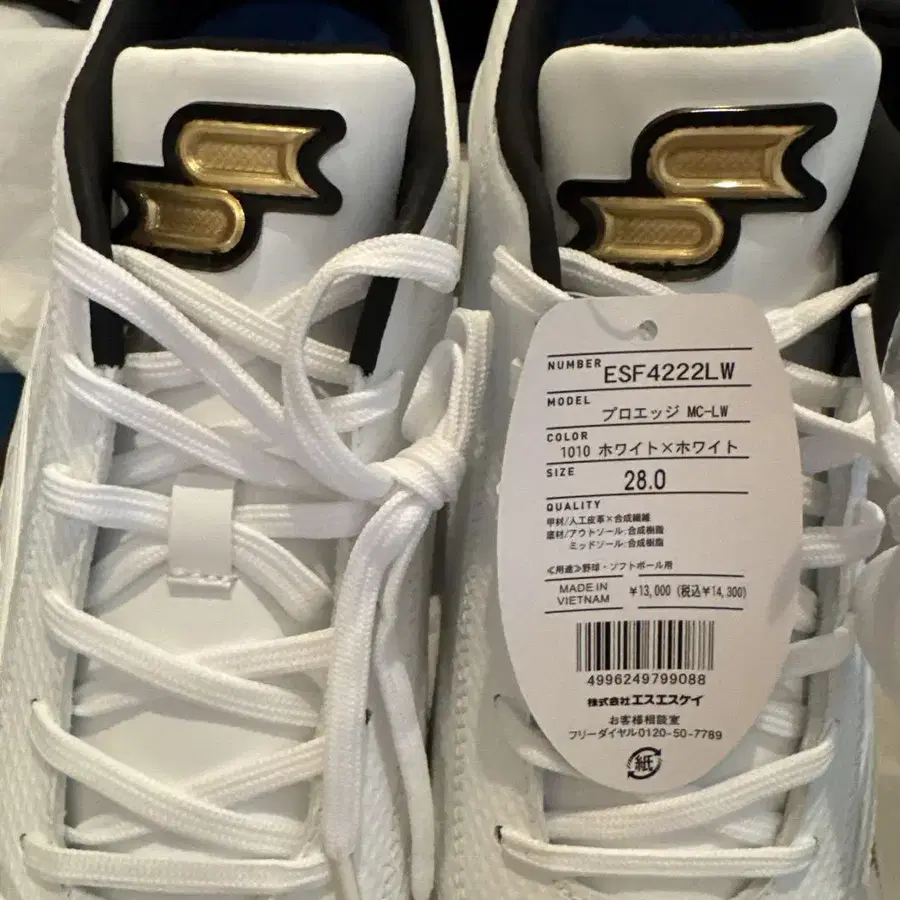 NUMBER ESF4222LW
MODEL
プロエッジ MC-LW
COLOR
1010 ホワイト×ホワイト
SIZE
28.0
QUALITY
甲材/人工皮革×合成繊維
底材/アウトソール:合成樹脂
ミッドソール:合成樹脂
≪用途≫野球・ソフトボール用
MADE IN VIETNAM ¥13,000 (税込¥14,300)
4996249799088
株式会社エスエスケイ
お客様相談室
フリーダイヤル0120-50-7789
紙